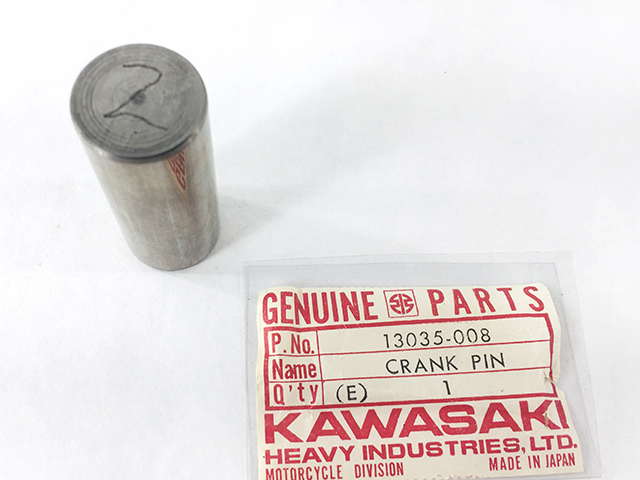 GENUINE PARTS
P.No. 13035-008
Name CRANK PIN
Q'ty (E) 1
KAWASAKI
HEAVY INDUSTRIES, LTD.
MOTORCYCLE DIVISION MADE IN JAPAN